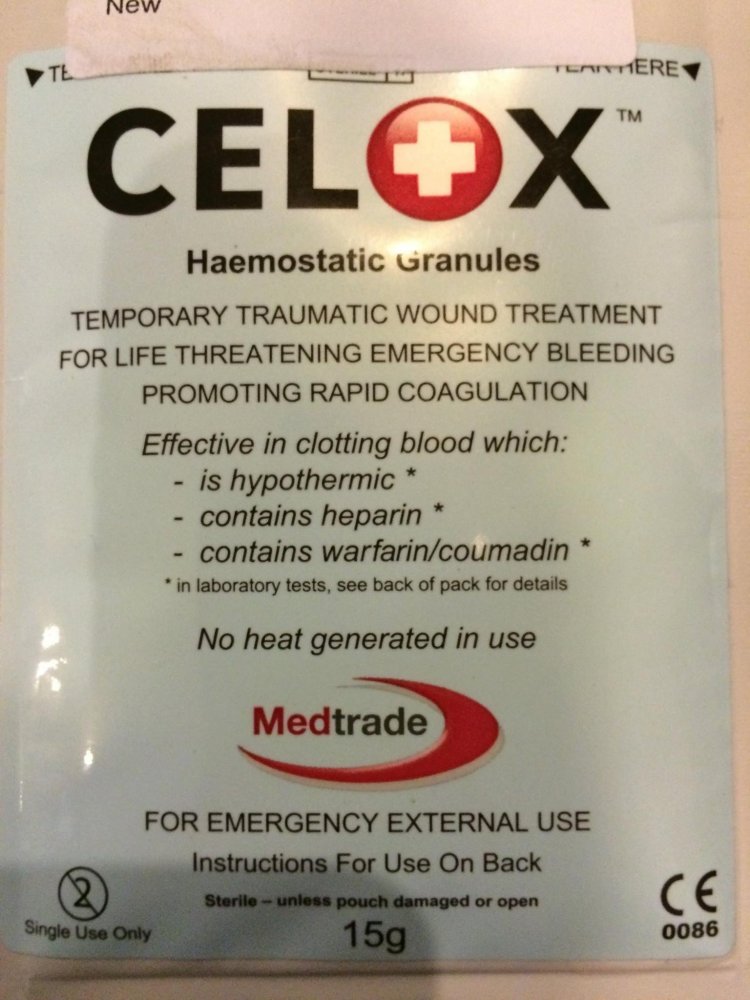 New
HERE
CELOX™
Haemostatic Granules
TEMPORARY TRAUMATIC WOUND TREATMENT
FOR LIFE THREATENING EMERGENCY BLEEDING
PROMOTING RAPID COAGULATION
Effective in clotting blood which:
- is hypothermic *
- contains heparin *
- contains warfarin/coumadin *
* in laboratory tests, see back of pack for details
No heat generated in use
Medtrade
FOR EMERGENCY EXTERNAL USE
Instructions For Use On Back
Sterile – unless pouch damaged or open
2
Single Use Only
15g
CE
0086